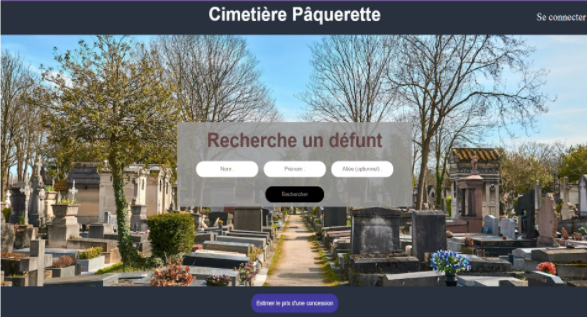 Cimetière Pâquerette
Se connecter
Recherche un défunt
Nom :
Prénom :
Allée (optionnel) :
Rechercher
Estimer le prix d'une concession